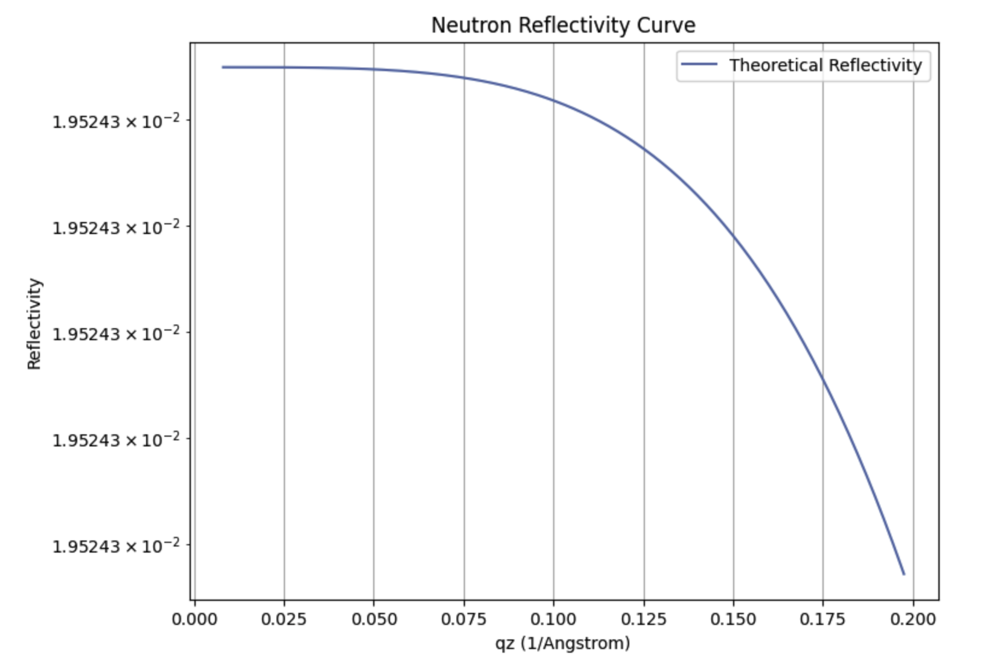 Neutron Reflectivity Curve
Theoretical Reflectivity
1.95243 × 10⁻²
1.95243 × 10⁻²
1.95243 × 10⁻²
1.95243 × 10⁻²
1.95243 × 10⁻²
Reflectivity
0.000 0.025 0.050 0.075 0.100 0.125 0.150 0.175 0.200
qz (1/Angstrom)